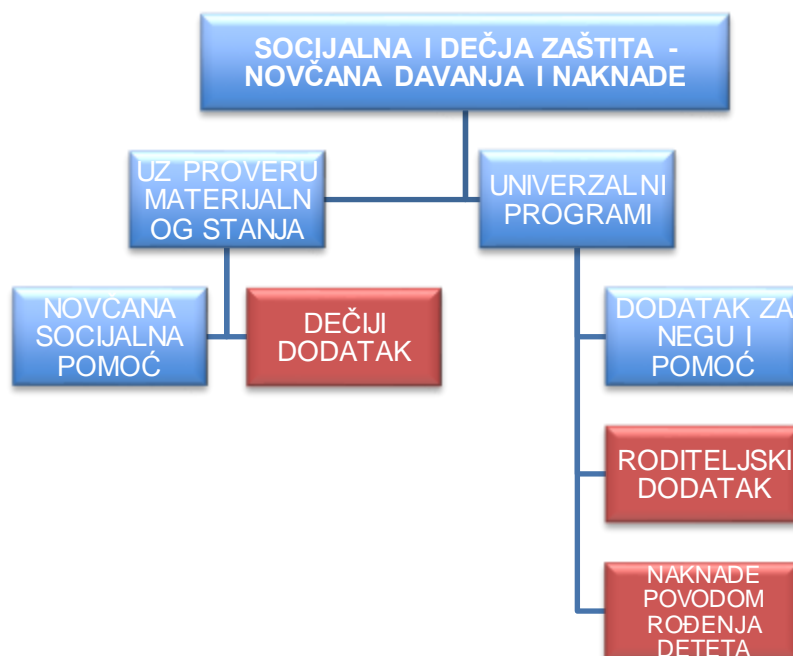 SOCIJALNA I DEČJA ZAŠTITA -
NOVČANA DAVANJA I NAKNADE
UZ PROVERU
MATERIJALN
OG STANJA
UNIVERZALNI
PROGRAMI
NOVČANA
SOCIJALNA
POMOĆ
DEČIJI
DODATAK
DODATAK ZA
NEGU I
POMOĆ
RODITELJSKI
DODATAK
NAKNADE
POVODOM
ROĐENJA
DETETA